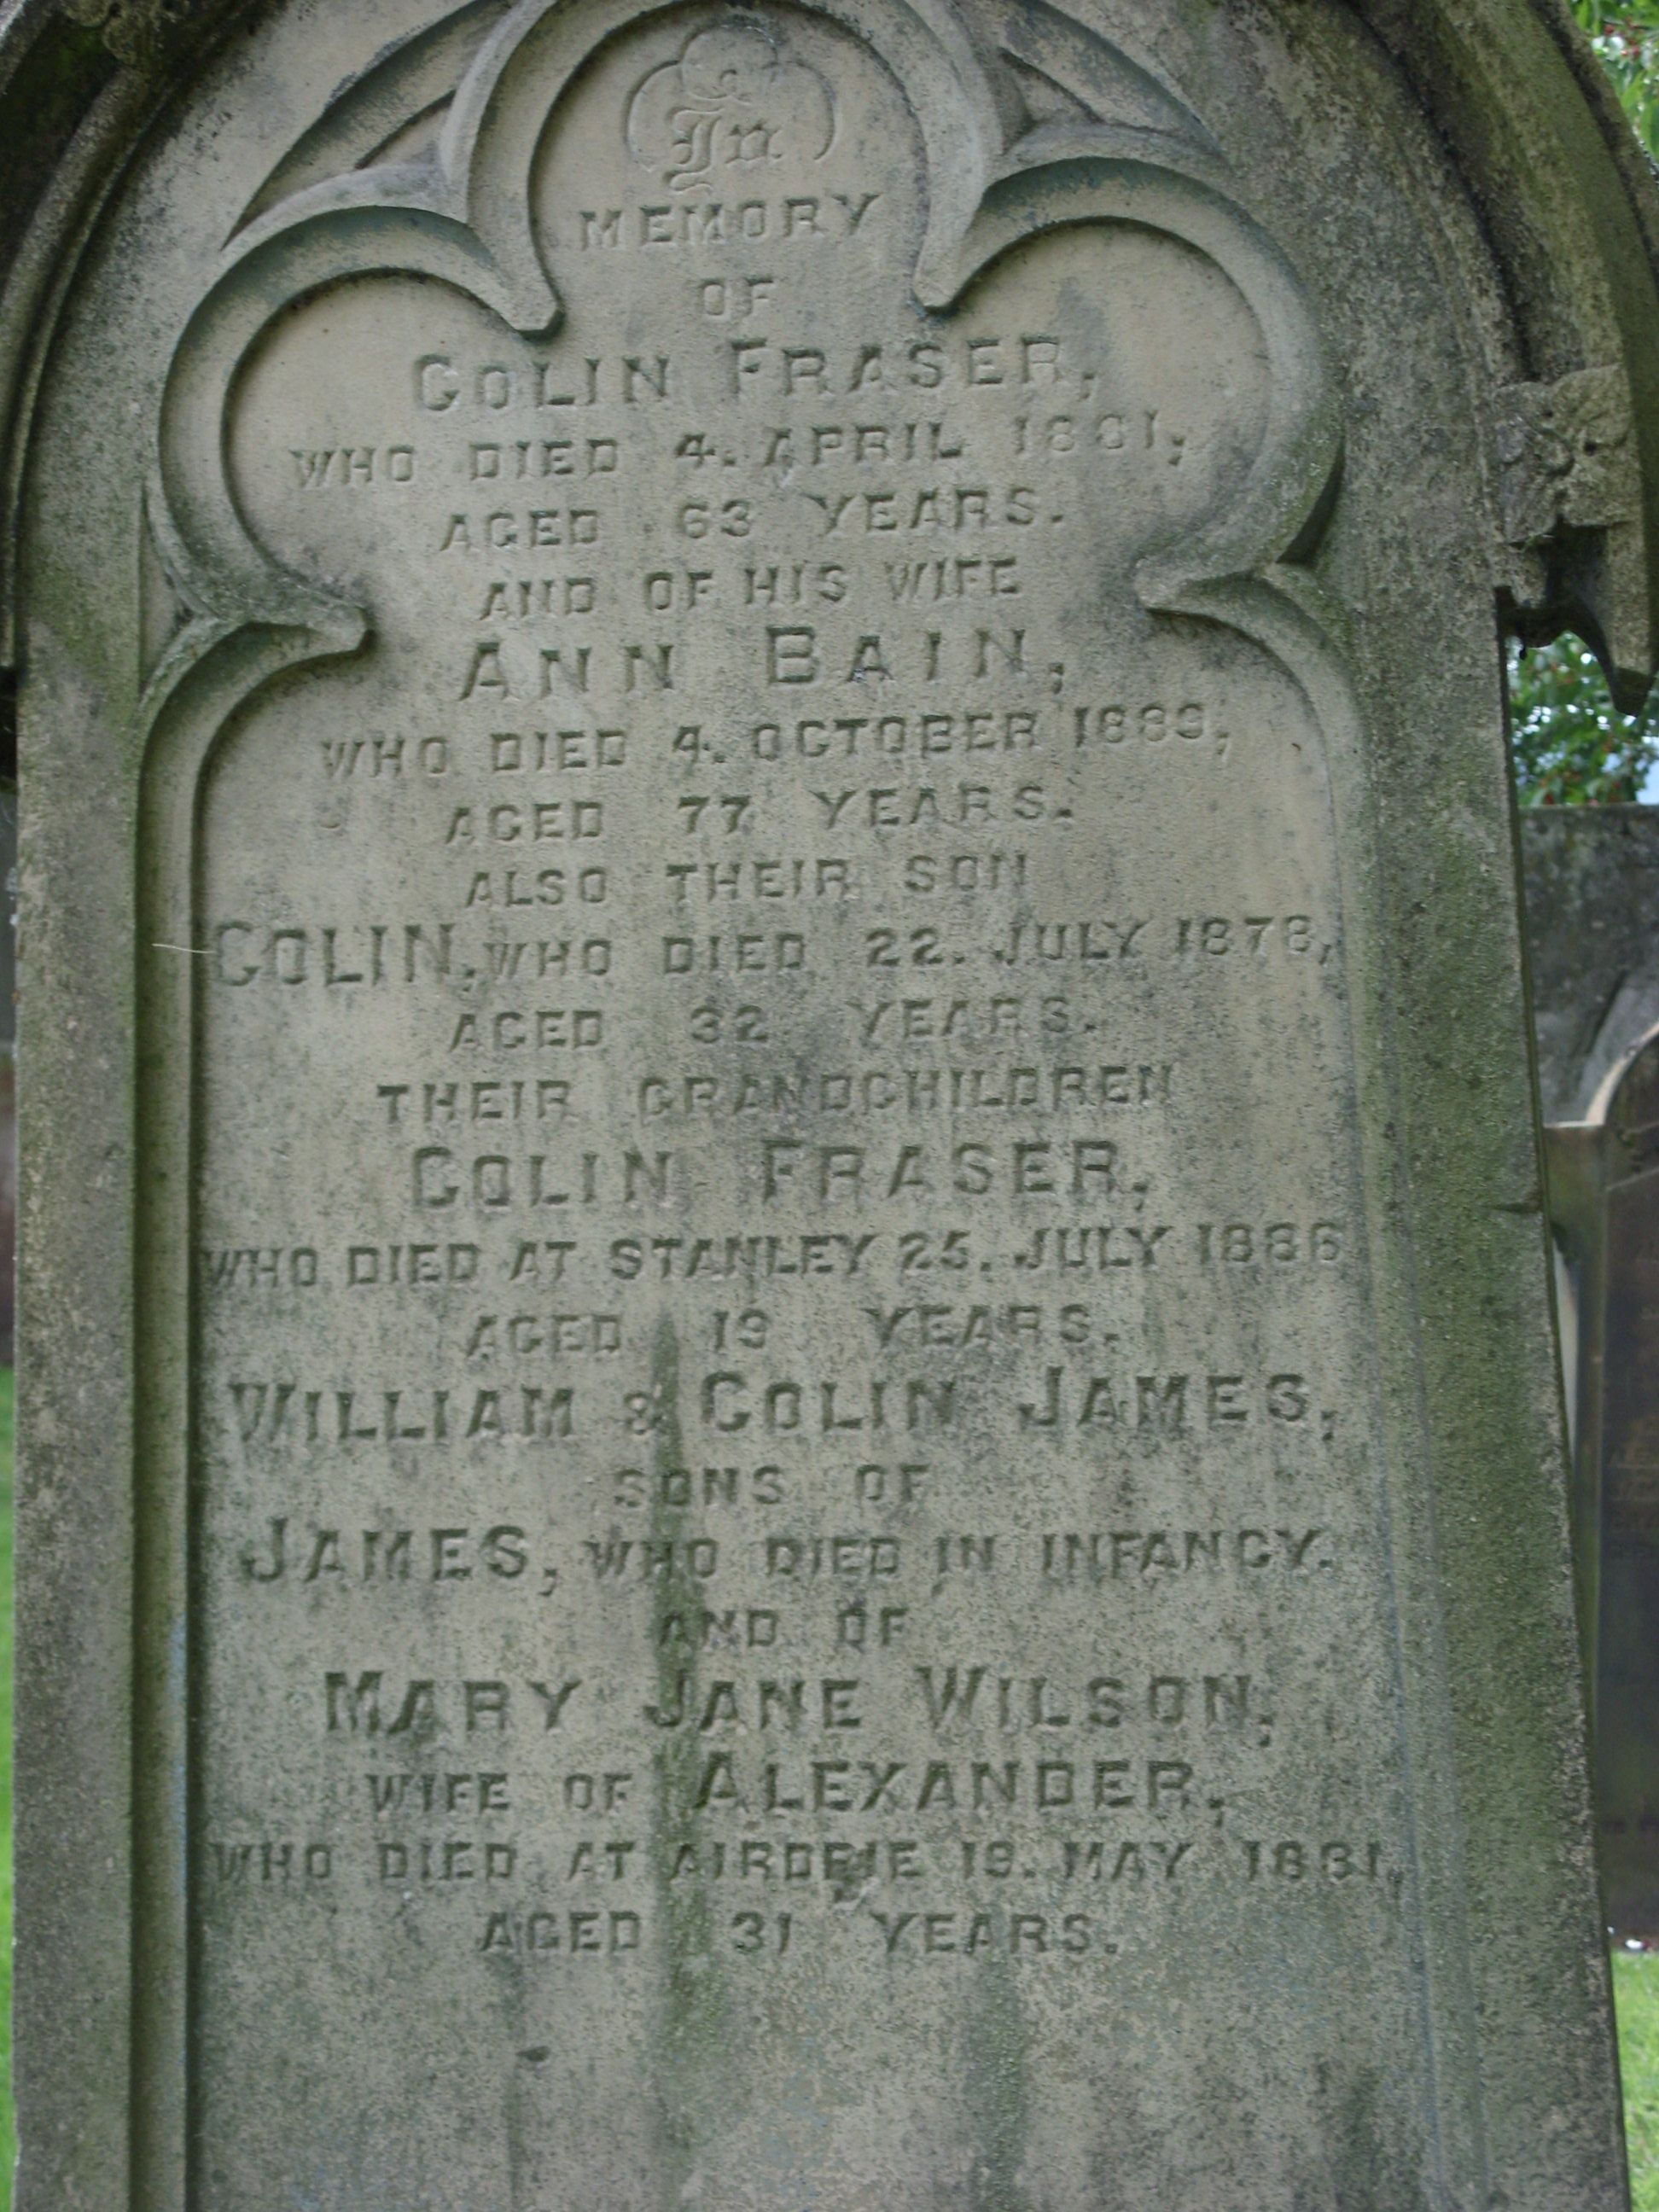 In
MEMORY
OF
COLIN FRASER,
WHO DIED 4. APRIL 1881,
AGED 63 YEARS.
AND OF HIS WIFE
ANN BAIN,
WHO DIED 4. OCTOBER 1889,
AGED 77 YEARS.
ALSO THEIR SON
COLIN, WHO DIED 22. JULY 1878,
AGED 32 YEARS.
THEIR GRANDCHILDREN
COLIN FRASER,
WHO DIED AT STANLEY 25. JULY 1886
AGED 19 YEARS.
WILLIAM & COLIN JAMES,
SONS OF
JAMES, WHO DIED IN INFANCY.
AND OF
MARY JANE WILSON,
WIFE OF ALEXANDER,
WHO DIED AT AIRDRIE 19. MAY 1881,
AGED 31 YEARS.